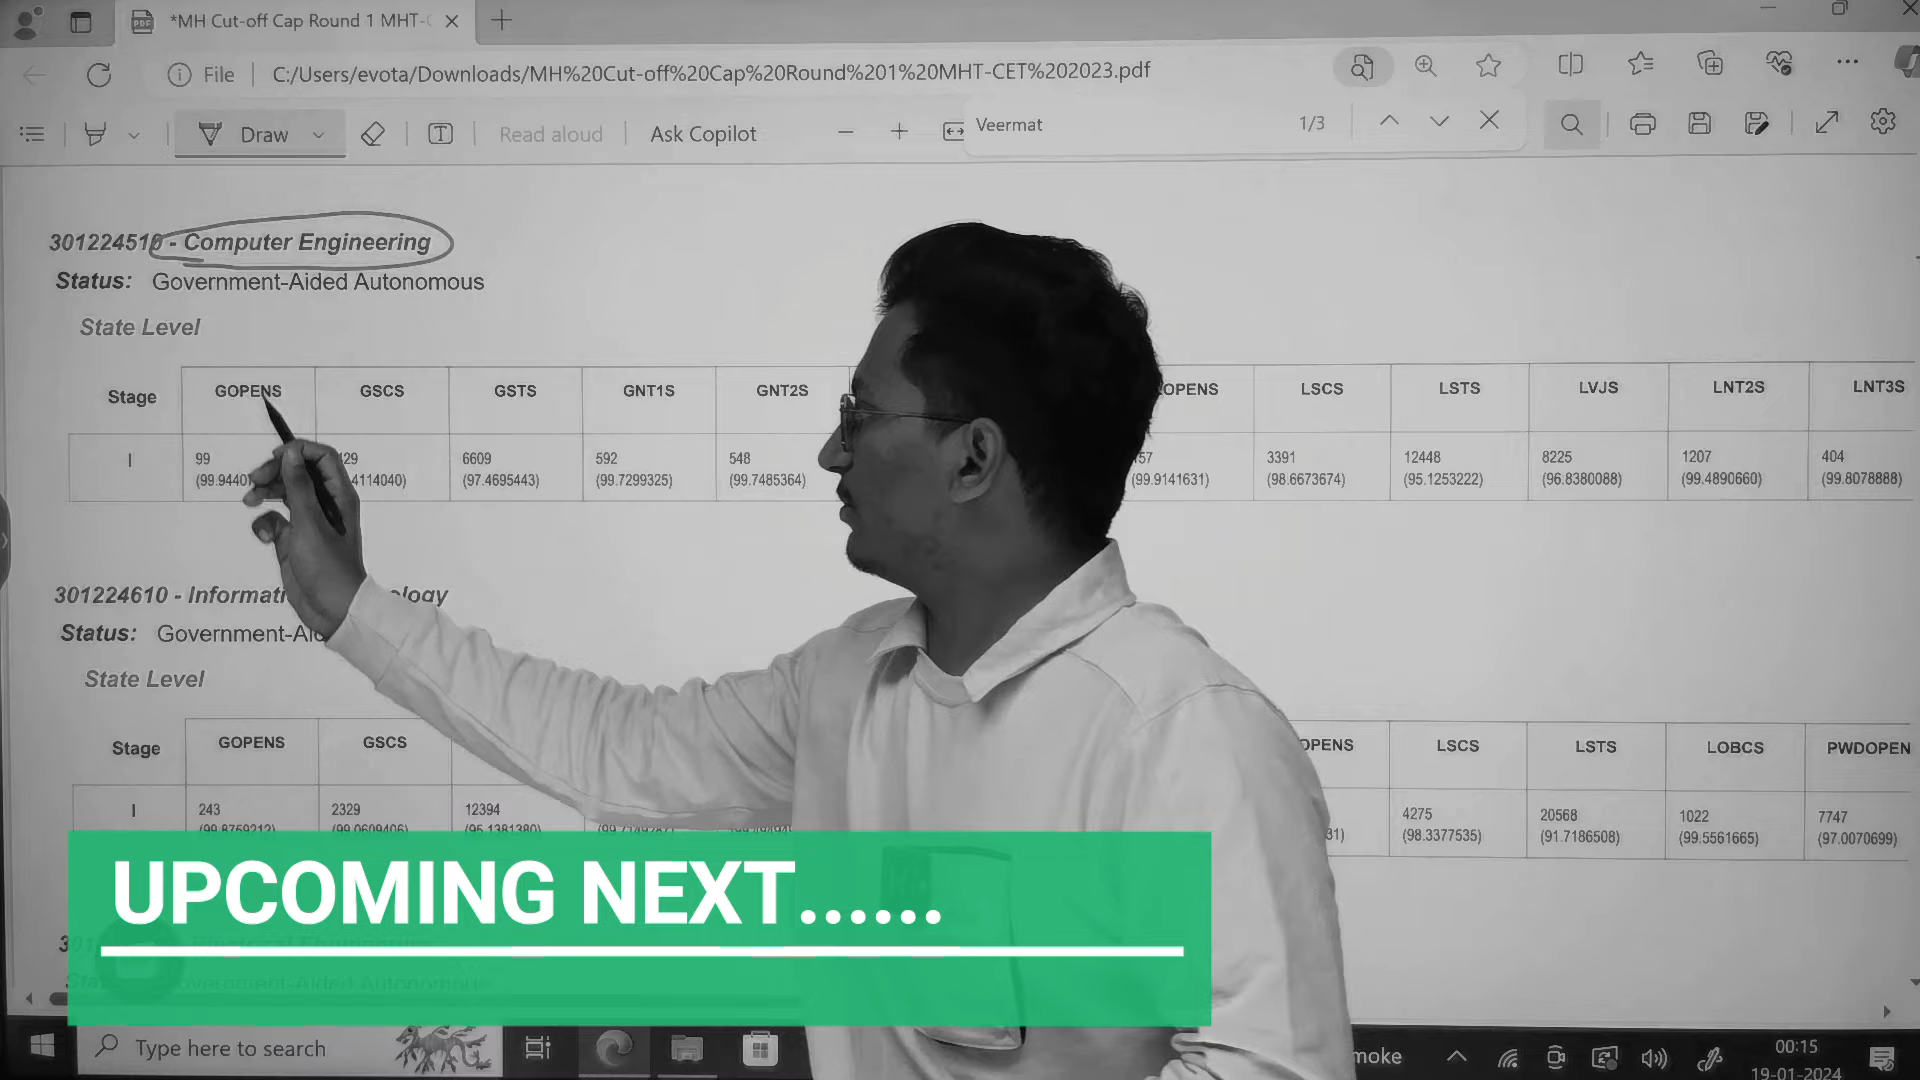 *MH Cut-off Cap Round 1 MHT-
File
C:/Users/evota/Downloads/MH%20Cut-off%20Cap%20Round%201%20MHT-CET%202023.pdf
Draw
Read aloud
Ask Copilot
Veermat
1/3
- Computer Engineering
Status: Government-Aided Autonomous
State Level
Stage GOPENS GSCS GSTS GNT1S GNT2S OPENS LSCS LSTS LVJS LNT2S LNT3S
I 99 6609 592 548 3391 12448 8225 1207 404
(97.4695443) (99.7299325) (99.7485364) (99.9141631) (98.6673674) (95.1253222) (96.8380088) (99.4890660) (99.8078888)
301224610 -
Status:
State Level
Stage GOPENS GSCS LSCS LSTS LOBCS PWDOPEN
I 243 2329 12394 4275 20568 1022 7747
(98.3377535) (91.7186508) (99.5561665) (97.0070699)
UPCOMING NEXT......
Type here to search
00:15
19-01-2024